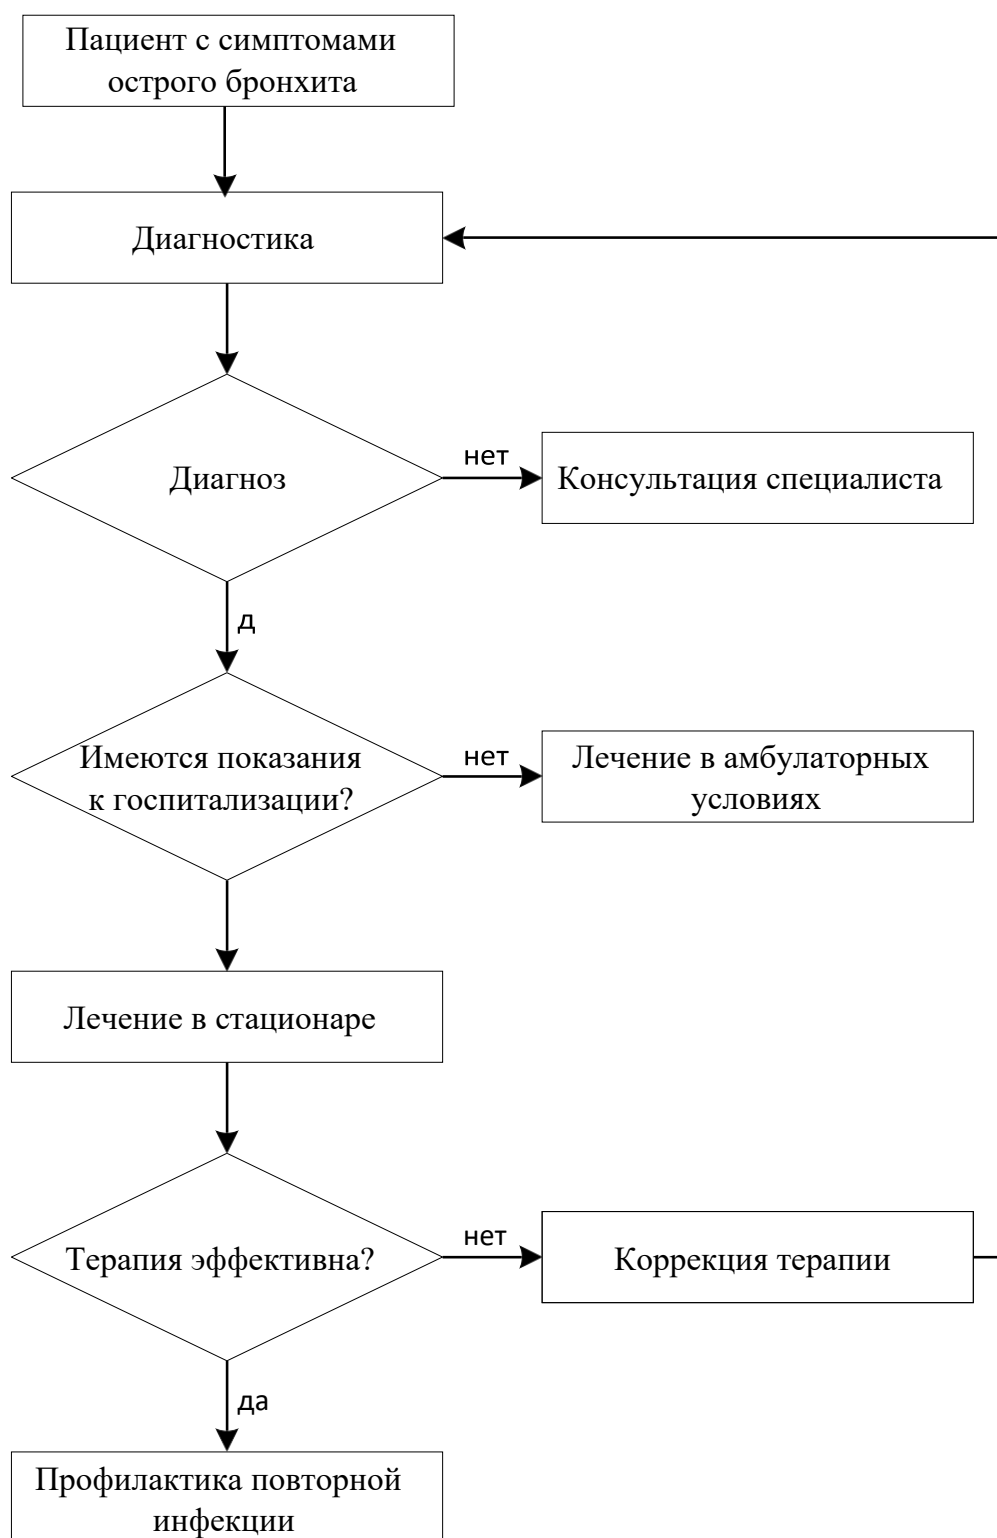 Пациент с симптомами
острого бронхита
Диагностика
Диагноз
нет
Консультация специалиста
д
Имеются показания
к госпитализации?
нет
Лечение в амбулаторных
условиях
Лечение в стационаре
Терапия эффективна?
нет
Коррекция терапии
да
Профилактика повторной
инфекции